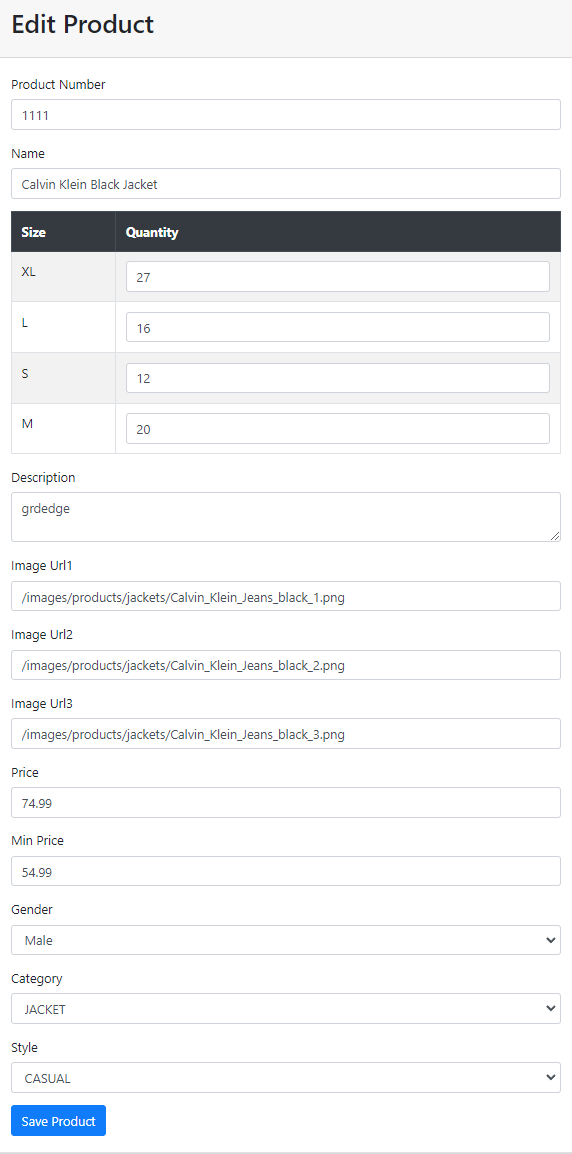 Edit Product
Product Number
1111
Name
Calvin Klein Black Jacket
Size Quantity
XL 27
L 16
S 12
M 20
Description
grdedge
Image Url1
/images/products/jackets/Calvin_Klein_Jeans_black_1.png
Image Url2
/images/products/jackets/Calvin_Klein_Jeans_black_2.png
Image Url3
/images/products/jackets/Calvin_Klein_Jeans_black_3.png
Price
74.99
Min Price
54.99
Gender
Male
Category
JACKET
Style
CASUAL
Save Product